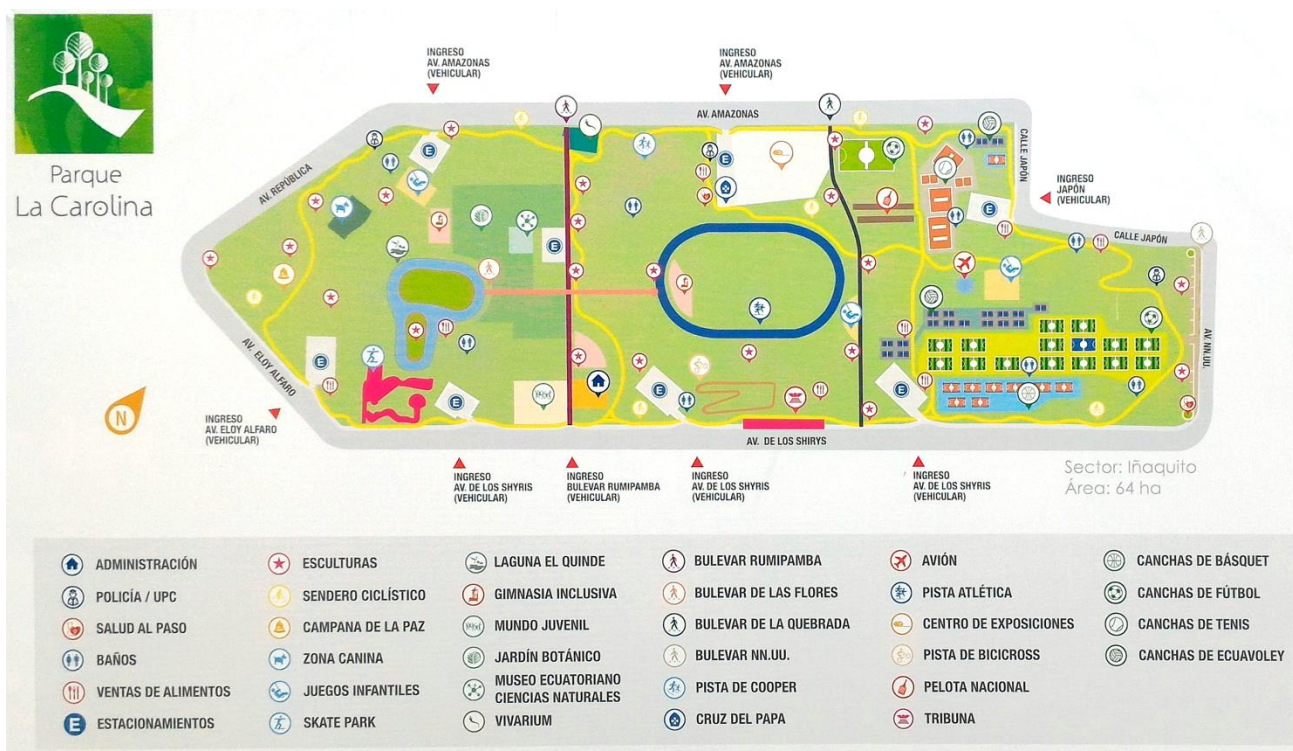 Parque
La Carolina
INGRESO
AV. AMAZONAS
(VEHICULAR)
INGRESO
AV. AMAZONAS
(VEHICULAR)
AV. AMAZONAS
CALLE JAPÓN
INGRESO
JAPÓN
(VEHICULAR)
CALLE JAPÓN
AV. REPÚBLICA
AV. ELOY ALFARO
AV. NN.UU.
N
INGRESO
AV. ELOY ALFARO
(VEHICULAR)
AV. DE LOS SHIRYS
E
E
E
E
E
E
E
E
INGRESO
AV. DE LOS SHYRIS
(VEHICULAR)
INGRESO
BULEVAR RUMIPAMBA
(VEHICULAR)
INGRESO
AV. DE LOS SHYRIS
(VEHICULAR)
INGRESO
AV. DE LOS SHYRIS
(VEHICULAR)
Sector: Iñaquito
Área: 64 ha
ADMINISTRACIÓN
POLICÍA / UPC
SALUD AL PASO
BAÑOS
VENTAS DE ALIMENTOS
E ESTACIONAMIENTOS
ESCULTURAS
SENDERO CICLÍSTICO
CAMPANA DE LA PAZ
ZONA CANINA
JUEGOS INFANTILES
SKATE PARK
LAGUNA EL QUINDE
GIMNASIA INCLUSIVA
MUNDO JUVENIL
JARDÍN BOTÁNICO
MUSEO ECUATORIANO
CIENCIAS NATURALES
VIVARIUM
BULEVAR RUMIPAMBA
BULEVAR DE LAS FLORES
BULEVAR DE LA QUEBRADA
BULEVAR NN.UU.
PISTA DE COOPER
CRUZ DEL PAPA
AVIÓN
PISTA ATLÉTICA
CENTRO DE EXPOSICIONES
PISTA DE BICICROSS
PELOTA NACIONAL
TRIBUNA
CANCHAS DE BÁSQUET
CANCHAS DE FÚTBOL
CANCHAS DE TENIS
CANCHAS DE ECUAVOLEY